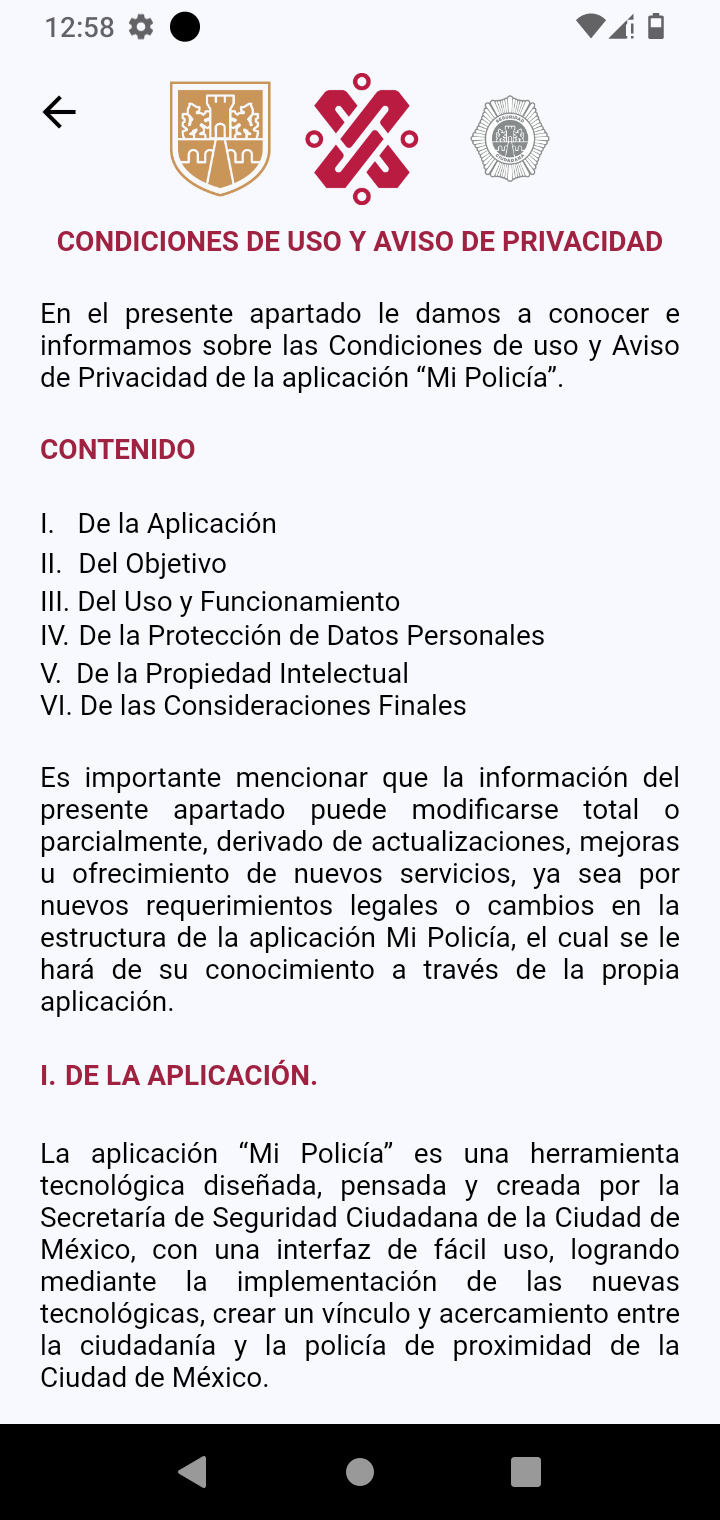 12:58
SEGURIDAD
CIUDADANA
CONDICIONES DE USO Y AVISO DE PRIVACIDAD
En el presente apartado le damos a conocer e
informamos sobre las Condiciones de uso y Aviso
de Privacidad de la aplicación “Mi Policía”.
CONTENIDO
I. De la Aplicación
II. Del Objetivo
III. Del Uso y Funcionamiento
IV. De la Protección de Datos Personales
V. De la Propiedad Intelectual
VI. De las Consideraciones Finales
Es importante mencionar que la información del
presente apartado puede modificarse total o
parcialmente, derivado de actualizaciones, mejoras
u ofrecimiento de nuevos servicios, ya sea por
nuevos requerimientos legales o cambios en la
estructura de la aplicación Mi Policía, el cual se le
hará de su conocimiento a través de la propia
aplicación.
I. DE LA APLICACIÓN.
La aplicación “Mi Policía” es una herramienta
tecnológica diseñada, pensada y creada por la
Secretaría de Seguridad Ciudadana de la Ciudad de
México, con una interfaz de fácil uso, logrando
mediante la implementación de las nuevas
tecnológicas, crear un vínculo y acercamiento entre
la ciudadanía y la policía de proximidad de la
Ciudad de México.